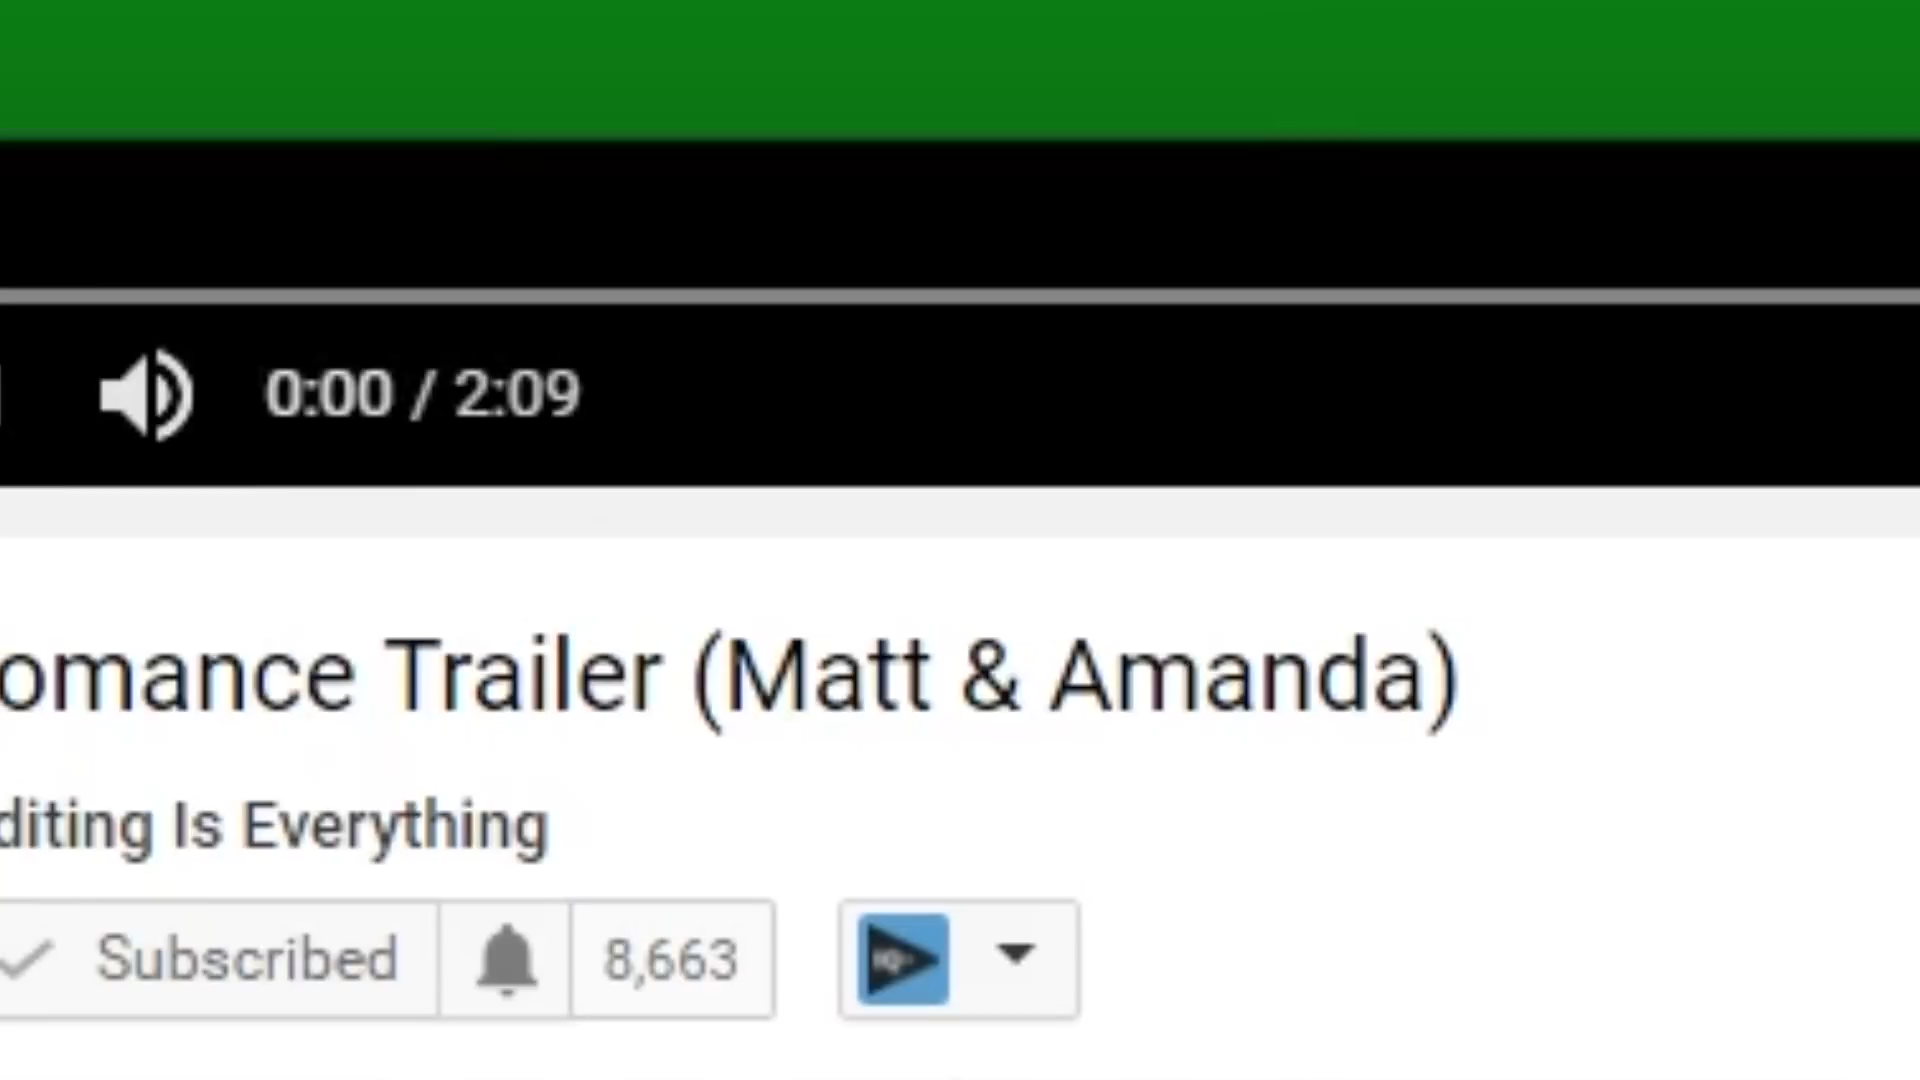 0:00 / 2:09
omance Trailer (Matt & Amanda)
diting Is Everything
Subscribed 8,663